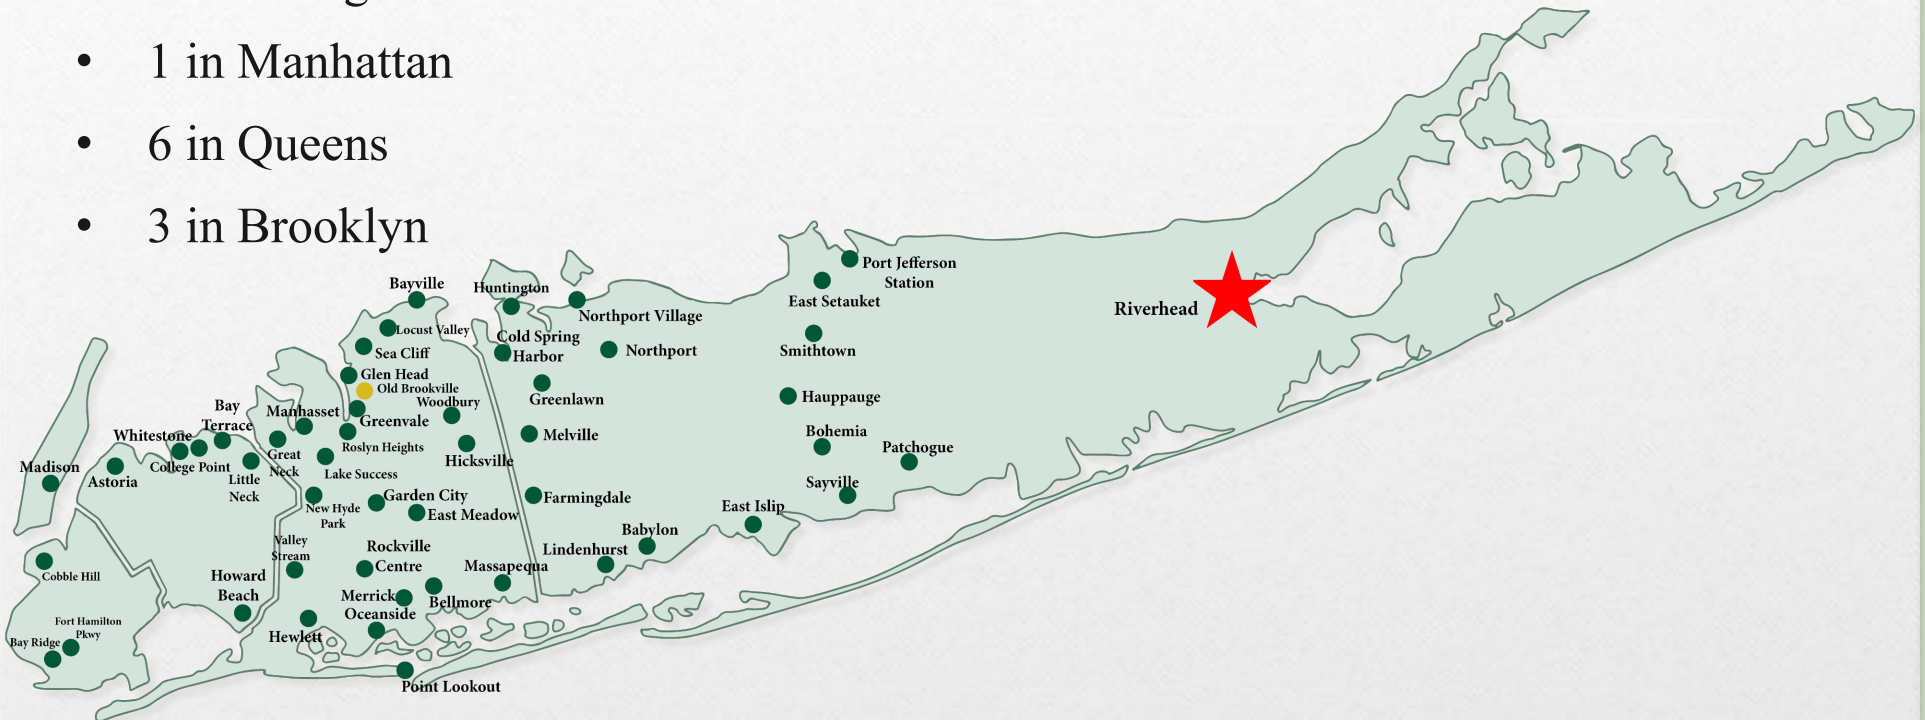 • 1 in Manhattan
• 6 in Queens
• 3 in Brooklyn
Bayville
Huntington
Port Jefferson
Station
East Setauket
Riverhead
Northport Village
Locust Valley
Cold Spring
Harbor
Sea Cliff
Northport
Smithtown
Glen Head
Old Brookville
Woodbury
Greenlawn
Hauppauge
Bay
Terrace
Manhasset
Greenvale
Whitestone
Melville
Bohemia
Roslyn Heights
Patchogue
Great
Neck
Hicksville
Madison
College Point
Astoria
Little
Neck
Lake Success
Sayville
Garden City
Farmingdale
New Hyde
Park
East Meadow
East Islip
Babylon
Valley
Stream
Rockville
Centre
Lindenhurst
Massapequa
Cobble Hill
Howard
Beach
Merrick
Bellmore
Oceanside
Fort Hamilton
Pkwy
Bay Ridge
Hewlett
Point Lookout